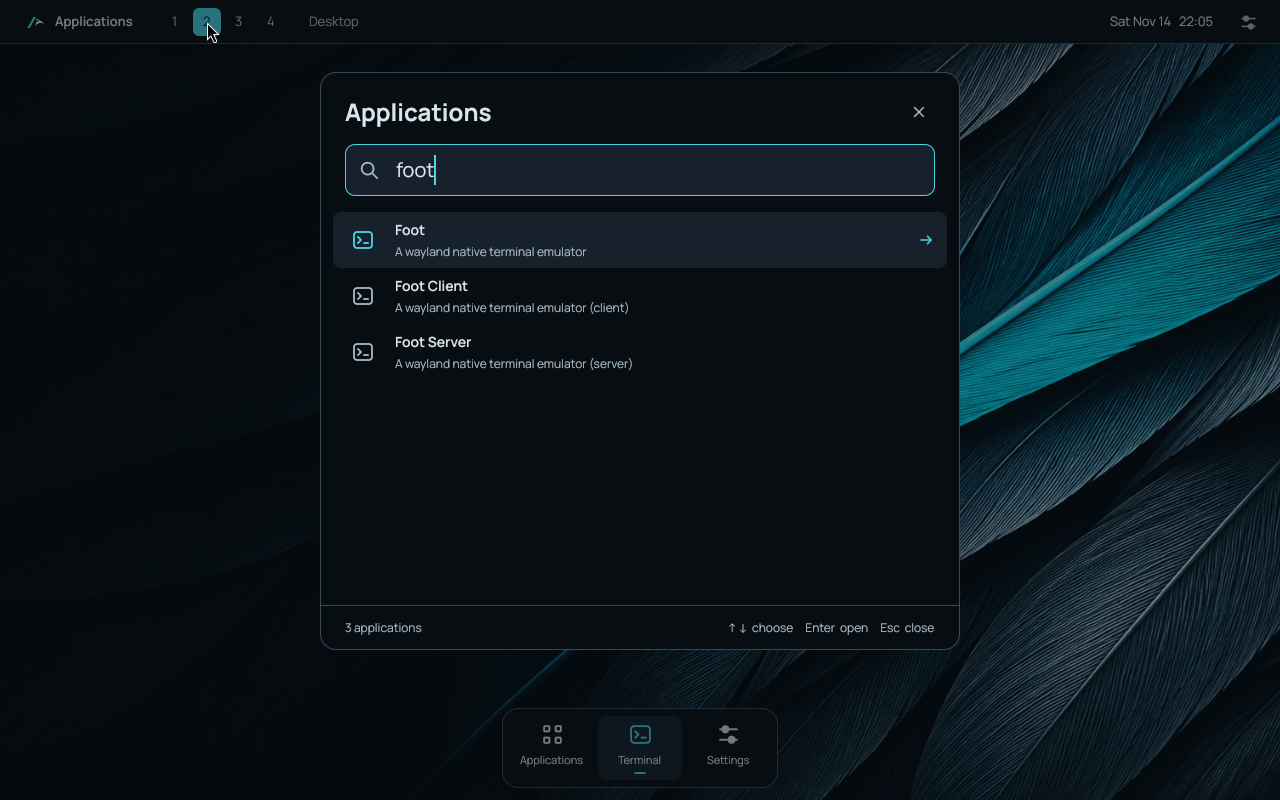 Applications 1 2 3 4 Desktop Sat Nov 14 22:05
Applications
foot
Foot
A wayland native terminal emulator
Foot Client
A wayland native terminal emulator (client)
Foot Server
A wayland native terminal emulator (server)
3 applications ↑↓ choose Enter open Esc close
Applications Terminal Settings